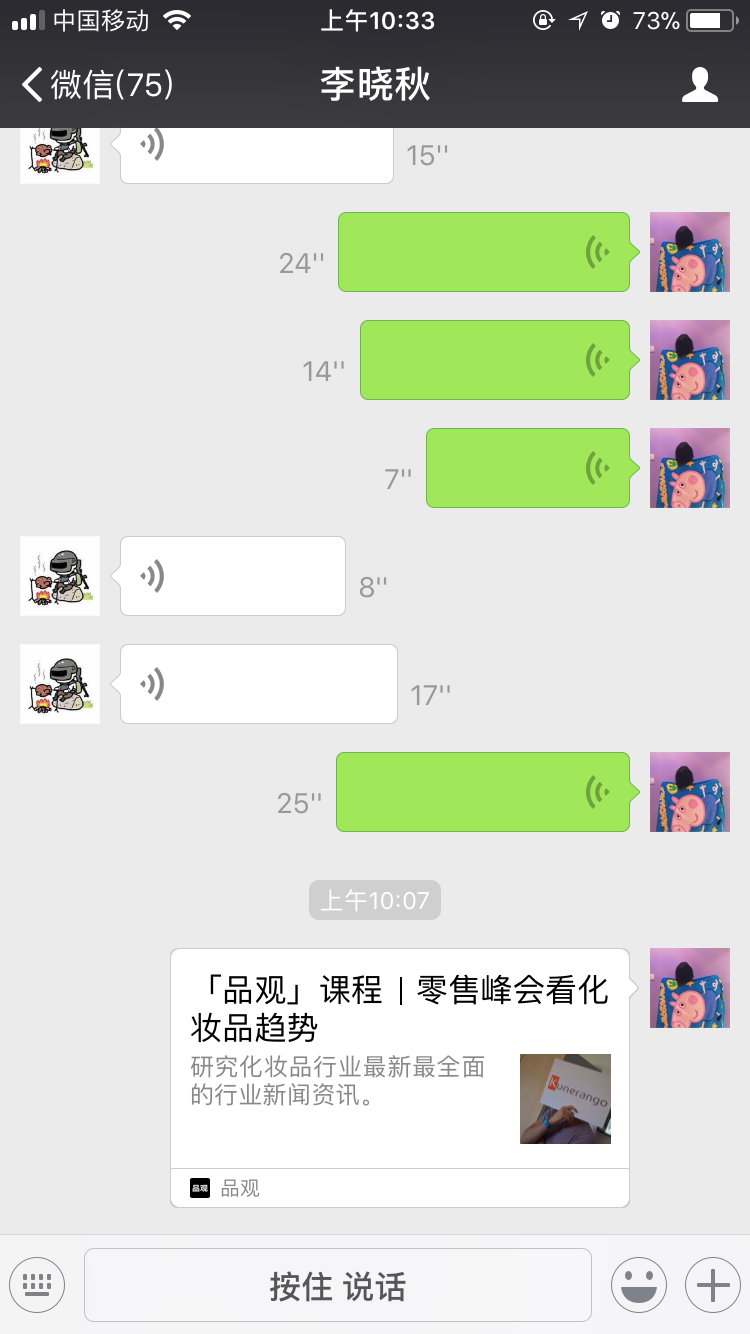 中国移动 上午10:33 73%
微信(75) 李晓秋
15''
24''
14''
7''
8''
17''
25''
上午10:07
「品观」课程｜零售峰会看化
妆品趋势
研究化妆品行业最新最全面
的行业新闻资讯。
Kunerango
品观 品观
按住 说话